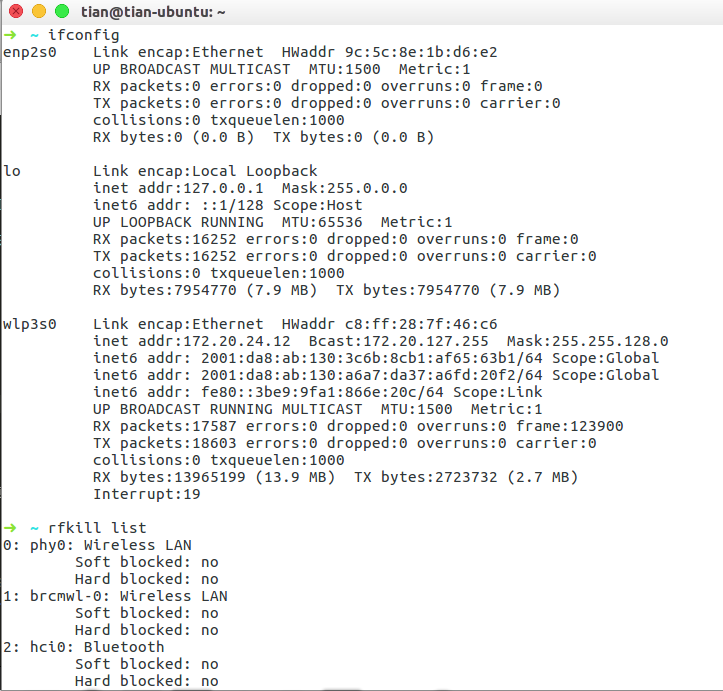 tian@tian-ubuntu: ~
➜ ~ ifconfig
enp2s0    Link encap:Ethernet  HWaddr 9c:5c:8e:1b:d6:e2
          UP BROADCAST MULTICAST  MTU:1500  Metric:1
          RX packets:0 errors:0 dropped:0 overruns:0 frame:0
          TX packets:0 errors:0 dropped:0 overruns:0 carrier:0
          collisions:0 txqueuelen:1000
          RX bytes:0 (0.0 B)  TX bytes:0 (0.0 B)

lo        Link encap:Local Loopback
          inet addr:127.0.0.1  Mask:255.0.0.0
          inet6 addr: ::1/128 Scope:Host
          UP LOOPBACK RUNNING  MTU:65536  Metric:1
          RX packets:16252 errors:0 dropped:0 overruns:0 frame:0
          TX packets:16252 errors:0 dropped:0 overruns:0 carrier:0
          collisions:0 txqueuelen:1000
          RX bytes:7954770 (7.9 MB)  TX bytes:7954770 (7.9 MB)

wlp3s0    Link encap:Ethernet  HWaddr c8:ff:28:7f:46:c6
          inet addr:172.20.24.12  Bcast:172.20.127.255  Mask:255.255.128.0
          inet6 addr: 2001:da8:ab:130:3c6b:8cb1:af65:63b1/64 Scope:Global
          inet6 addr: 2001:da8:ab:130:a6a7:da37:a6fd:20f2/64 Scope:Global
          inet6 addr: fe80::3be9:9fa1:866e:20c/64 Scope:Link
          UP BROADCAST RUNNING MULTICAST  MTU:1500  Metric:1
          RX packets:17587 errors:0 dropped:0 overruns:0 frame:123900
          TX packets:18603 errors:0 dropped:0 overruns:0 carrier:0
          collisions:0 txqueuelen:1000
          RX bytes:13965199 (13.9 MB)  TX bytes:2723732 (2.7 MB)
          Interrupt:19

➜ ~ rfkill list
0: phy0: Wireless LAN
        Soft blocked: no
        Hard blocked: no
1: brcmwl-0: Wireless LAN
        Soft blocked: no
        Hard blocked: no
2: hci0: Bluetooth
        Soft blocked: no
        Hard blocked: no